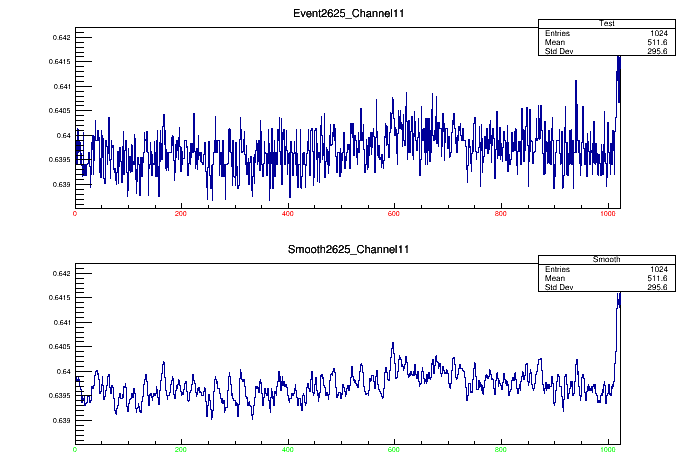 Event2625_Channel11
Test
Entries 1024
Mean 511.6
Std Dev 295.6
0.642
0.6415
0.641
0.6405
0.64
0.6395
0.639
0 200 400 600 800 1000
Smooth2625_Channel11
Smooth
Entries 1024
Mean 511.6
Std Dev 295.6
0.642
0.6415
0.641
0.6405
0.64
0.6395
0.639
0 200 400 600 800 1000